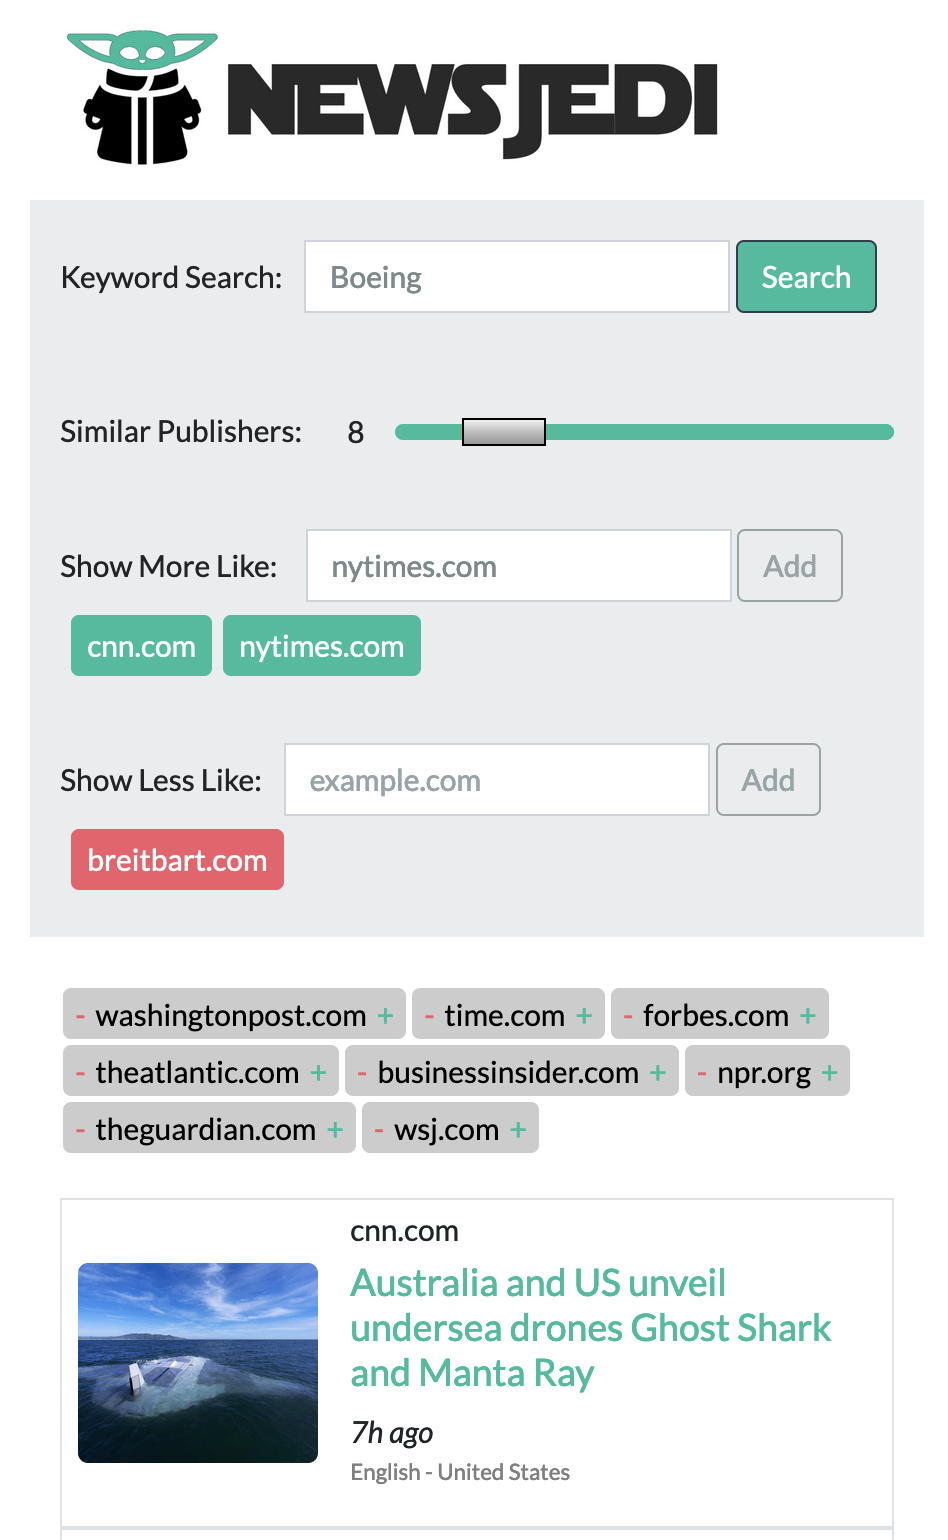 NEWS JEDI
Keyword Search: Boeing Search
Similar Publishers: 8
Show More Like: nytimes.com Add
cnn.com nytimes.com
Show Less Like: example.com Add
breitbart.com
- washingtonpost.com + - time.com + - forbes.com +
- theatlantic.com + - businessinsider.com + - npr.org +
- theguardian.com + - wsj.com +
cnn.com
Australia and US unveil
undersea drones Ghost Shark
and Manta Ray
7h ago
English - United States